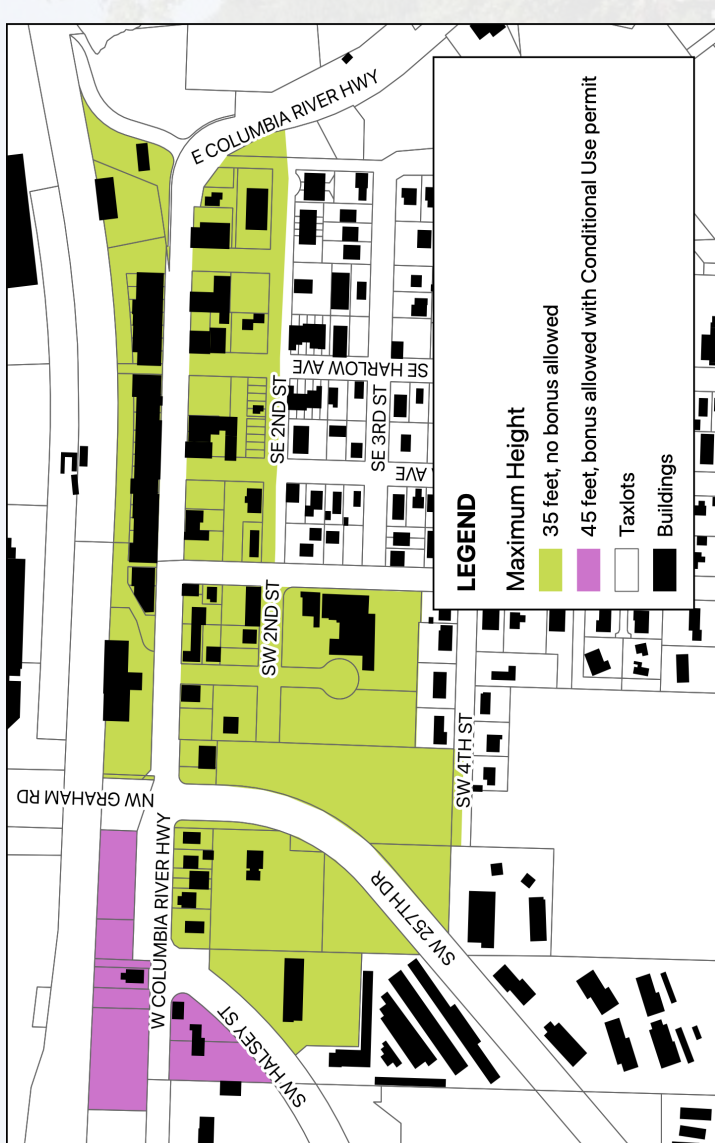 E COLUMBIA RIVER HWY
SE HARLOW AVE
SE 2ND ST
SE 3RD ST
AVE
SW 2ND ST
SW 4TH ST
NW GRAHAM RD
W COLUMBIA RIVER HWY
SW 257TH DR
SW HALSEY ST
LEGEND
Maximum Height
35 feet, no bonus allowed
45 feet, bonus allowed with Conditional Use permit
Taxlots
Buildings